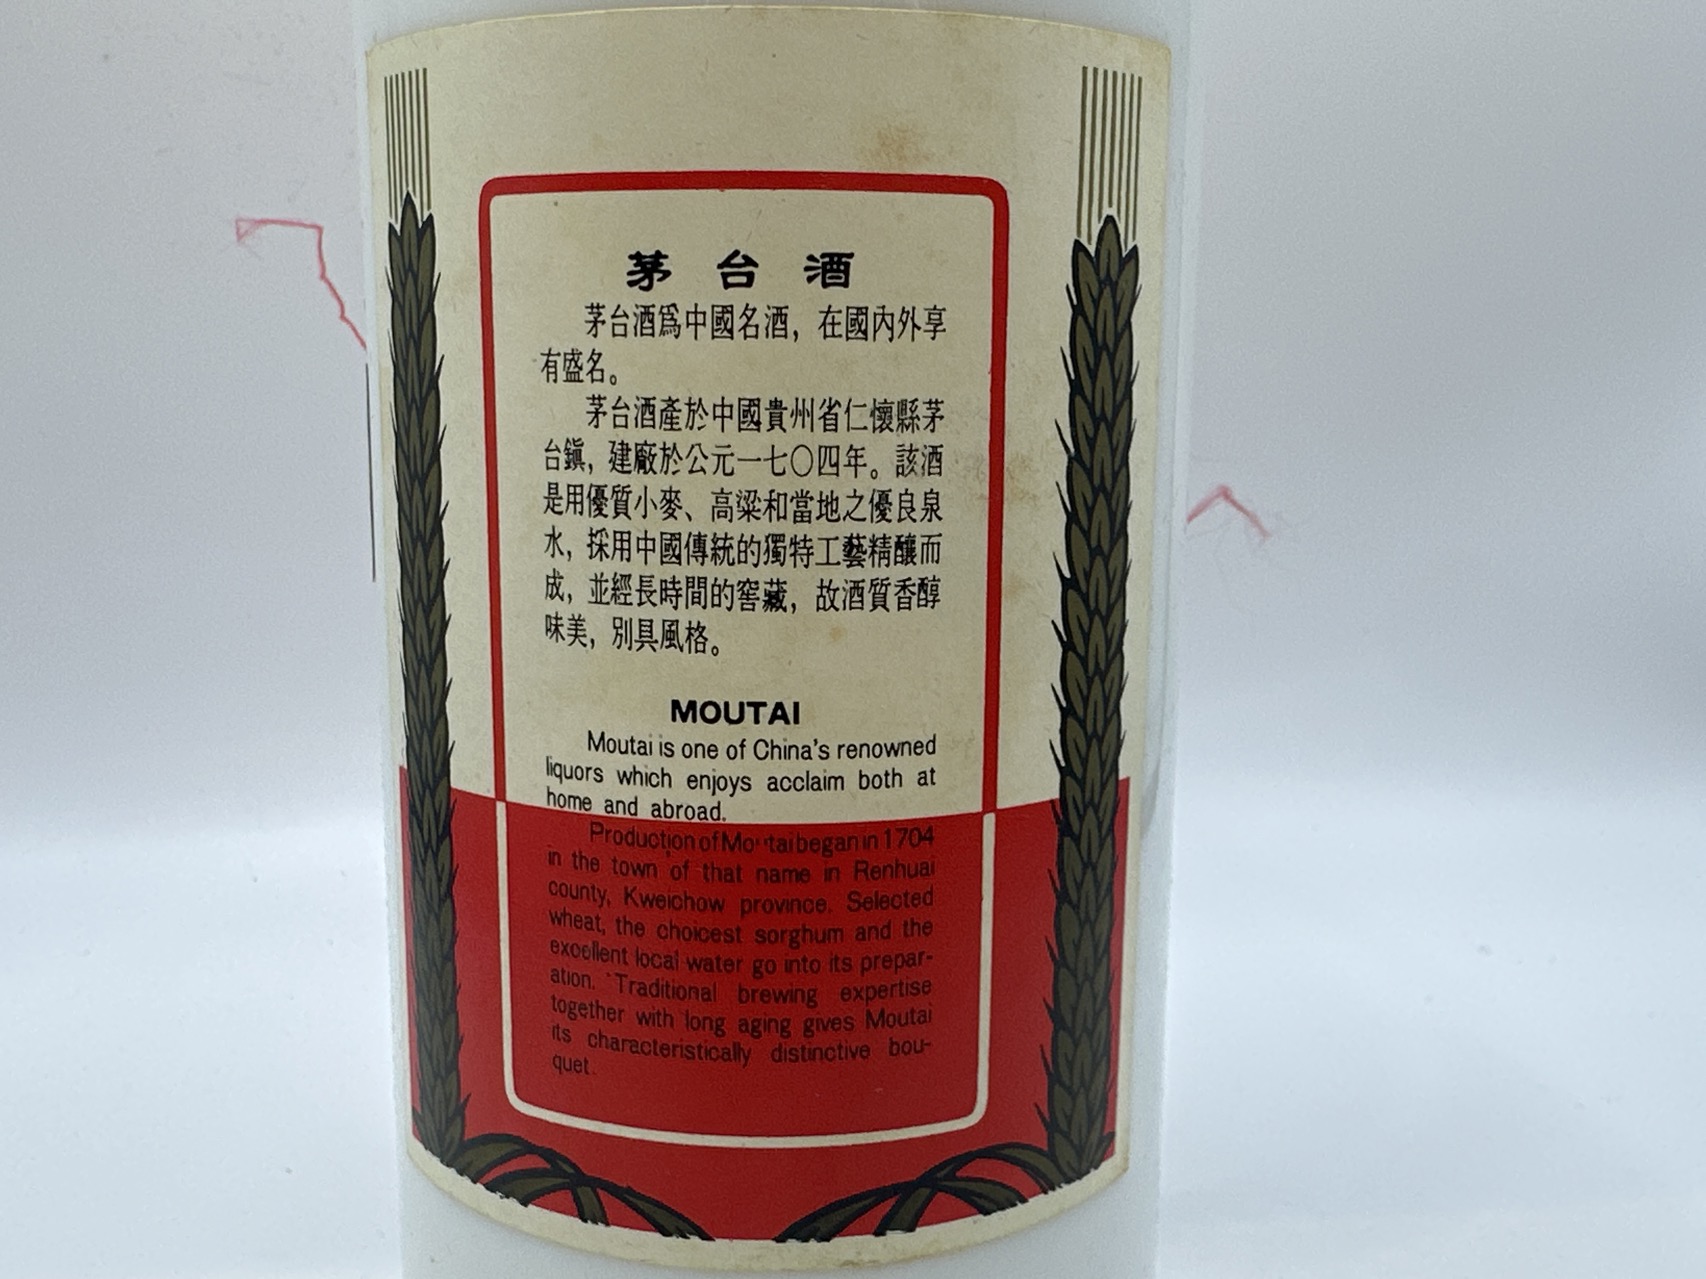 茅台酒
茅台酒爲中國名酒，在國內外享
有盛名。
茅台酒產於中國貴州省仁懷縣茅
台鎭，建廠於公元一七〇四年。該酒
是用優質小麥、高粱和當地之優良泉
水，採用中國傳統的獨特工藝精釀而
成，並經長時間的窖藏，故酒質香醇
味美，別具風格。
MOUTAI
Moutai is one of China's renowned
liquors which enjoys acclaim both at
home and abroad.
Production of Moutai began in 1704
in the town of that name in Renhuai
county, Kweichow province. Selected
wheat, the choicest sorghum and the
excellent local water go into its prepar-
ation. Traditional brewing expertise
together with long aging gives Moutai
its characteristically distinctive bou-
quet.